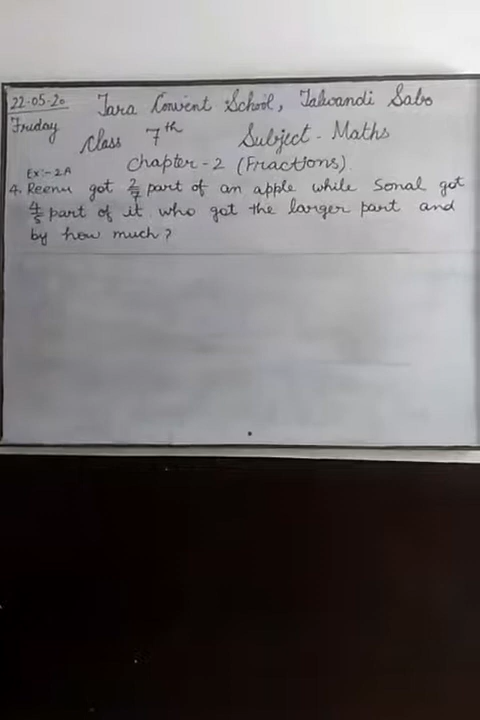 22-05-20 Tara Convent School, Talwandi Sabo
Friday Class 7th Subject - Maths
Chapter - 2 (Fractions).
Ex:- 2A
4. Reenu got 2/7 part of an apple while Sonal got
4/5 part of it. who got the larger part and
by how much?